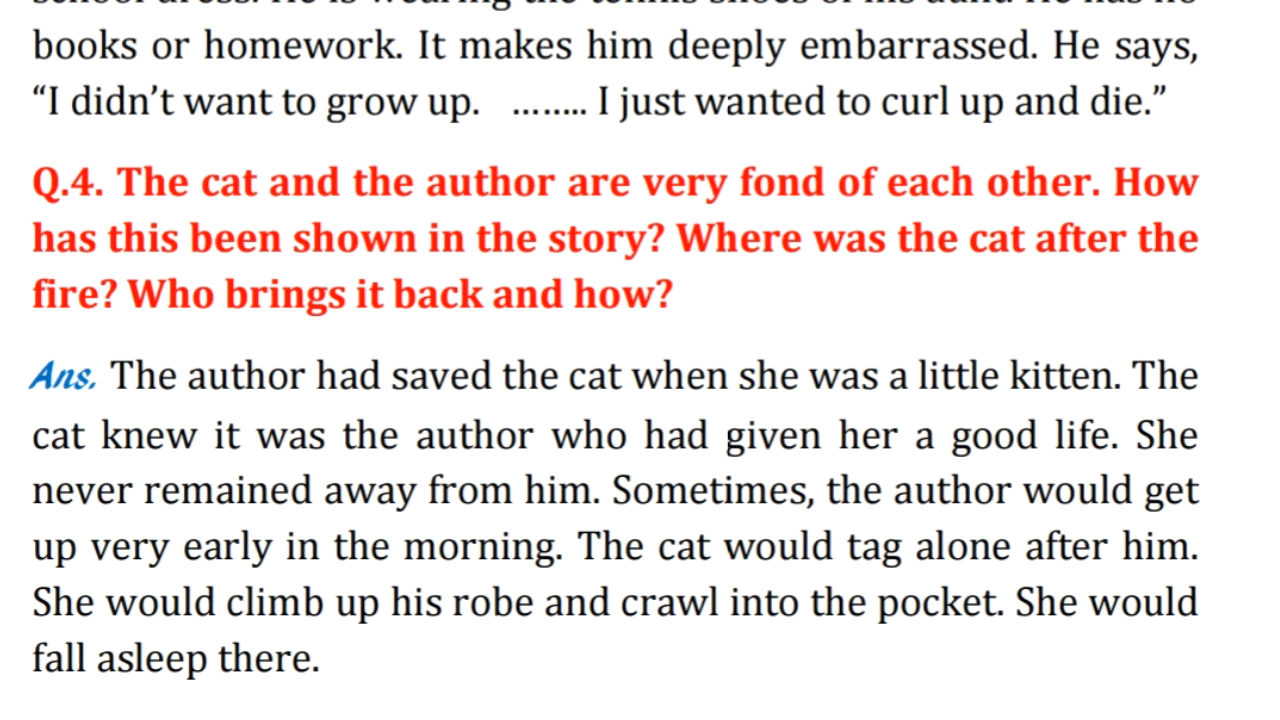 books or homework. It makes him deeply embarrassed. He says,
“I didn’t want to grow up. ........ I just wanted to curl up and die.”
Q.4. The cat and the author are very fond of each other. How
has this been shown in the story? Where was the cat after the
fire? Who brings it back and how?
Ans. The author had saved the cat when she was a little kitten. The
cat knew it was the author who had given her a good life. She
never remained away from him. Sometimes, the author would get
up very early in the morning. The cat would tag alone after him.
She would climb up his robe and crawl into the pocket. She would
fall asleep there.